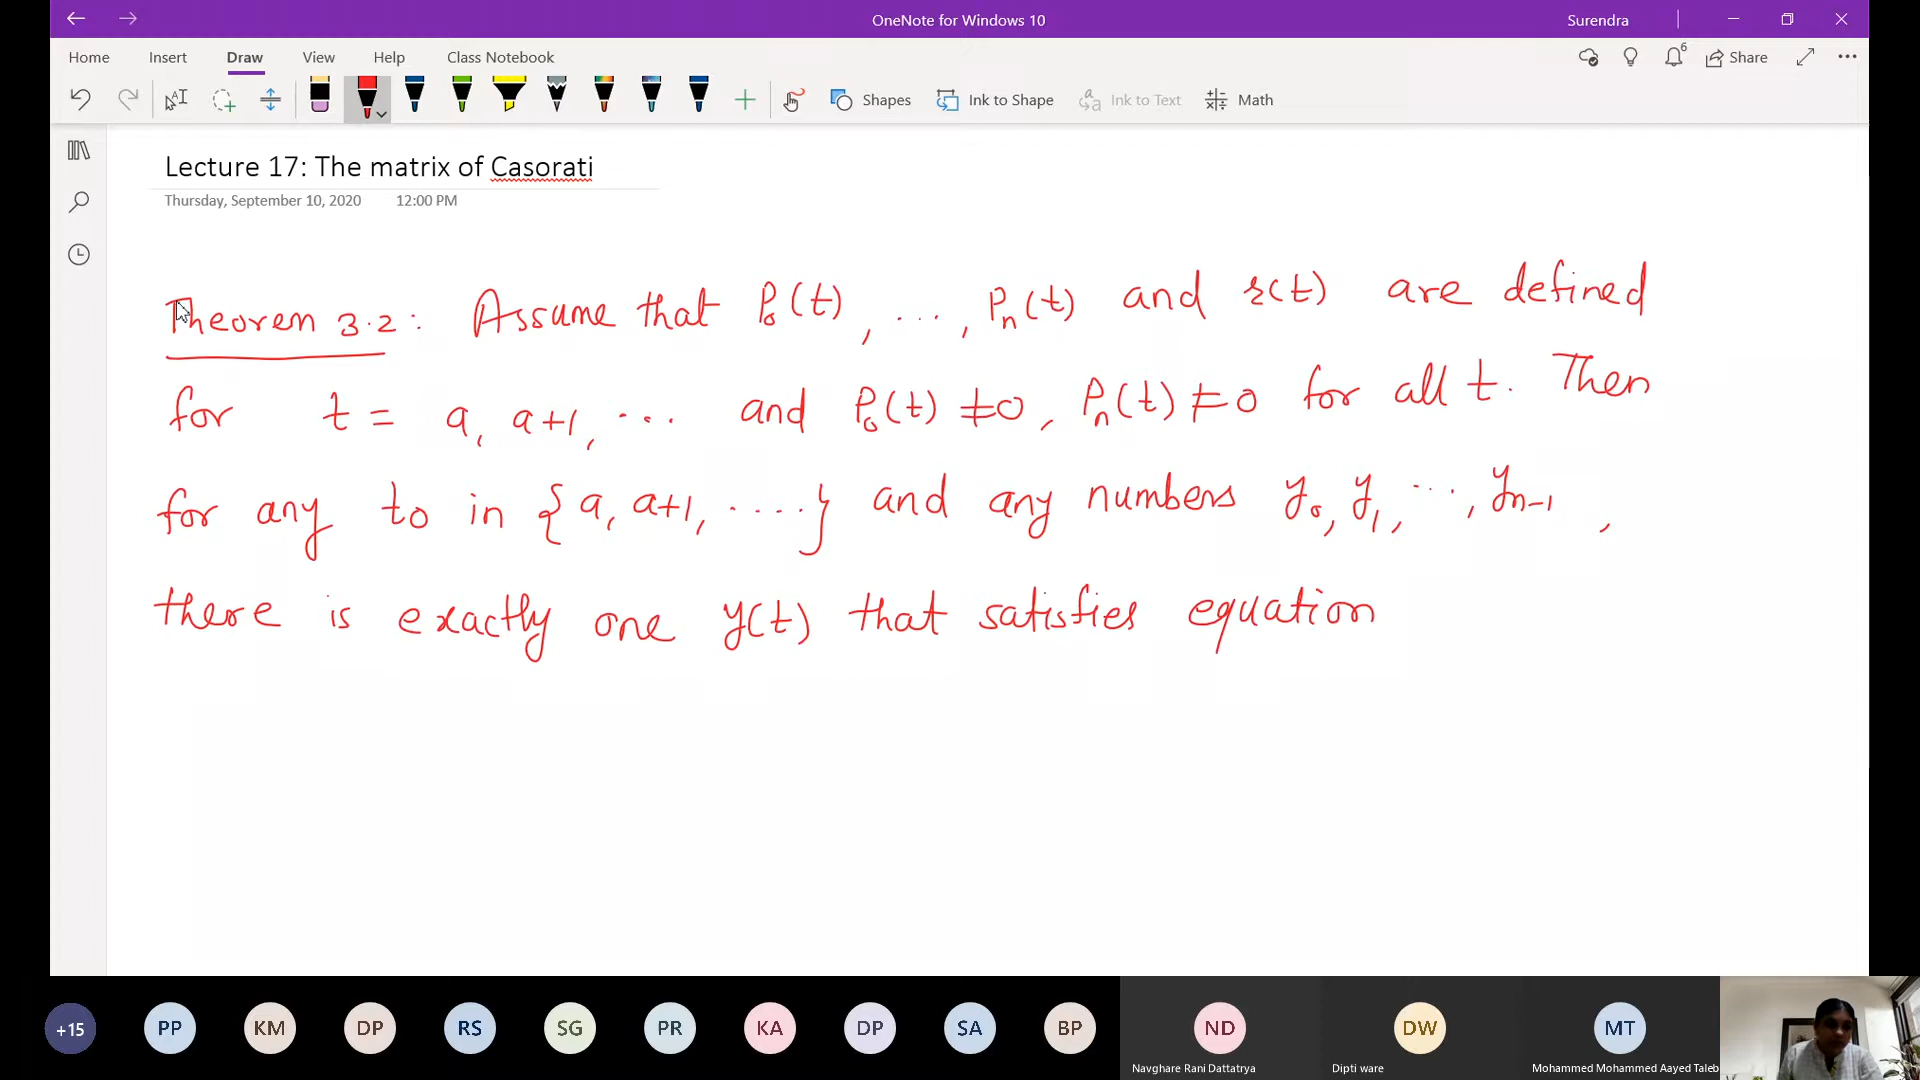 OneNote for Windows 10
Surendra
Home Insert Draw View Help Class Notebook
6
Share
Shapes Ink to Shape Ink to Text Math
Lecture 17: The matrix of Casorati
Thursday, September 10, 2020 12:00 PM
Theorem 3.2: Assume that P₀(t), ..., Pₙ(t) and r(t) are defined
for t = a, a+1, ... and P₀(t) ≠0, Pₙ(t) ≠0 for all t. Then
for any to in {a, a+1, ....} and any numbers y₀, y₁, ..., yₙ₋₁,
there is exactly one y(t) that satisfies equation
+15 PP KM DP RS SG PR KA DP SA BP ND DW MT
Navghare Rani Dattatrya Dipti ware Mohammed Mohammed Aayed Taleb